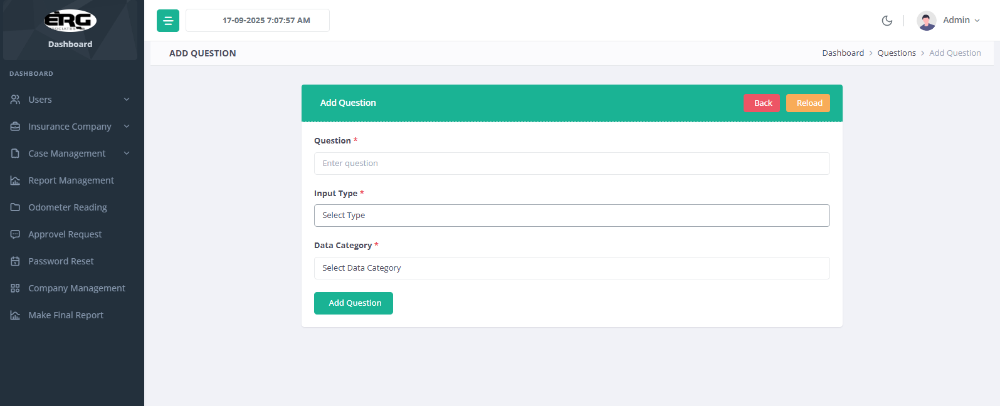 ERG
SOCIATES
Dashboard
DASHBOARD
Users
Insurance Company
Case Management
Report Management
Odometer Reading
Approvel Request
Password Reset
Company Management
Make Final Report
17-09-2025 7:07:57 AM
Admin
ADD QUESTION
Dashboard > Questions > Add Question
Add Question
Back
Reload
Question *
Enter question
Input Type *
Select Type
Data Category *
Select Data Category
Add Question